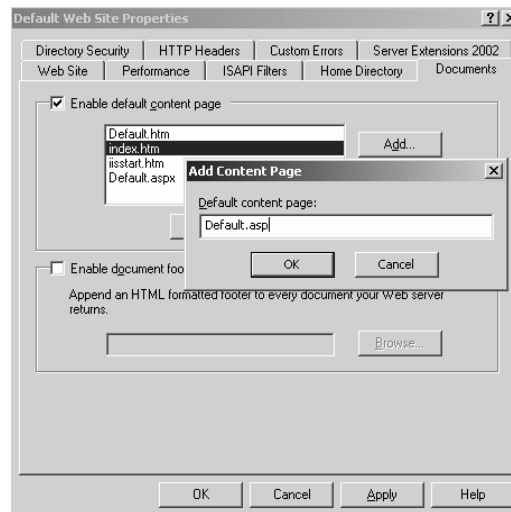 Default Web Site Properties
? x
Directory Security HTTP Headers Custom Errors Server Extensions 2002
Web Site Performance ISAPI Filters Home Directory Documents
Enable default content page
Default.htm
index.htm
iisstart.htm
Default.aspx
Add...
Add Content Page
Default content page:
Default.asp
OK Cancel
Enable document foo
Append an HTML formatted footer to every document your Web server
returns.
Browse...
OK Cancel Apply Help